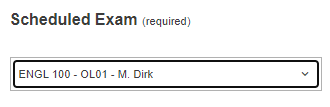 Scheduled Exam (required)
ENGL 100 - OL01 - M. Dirk